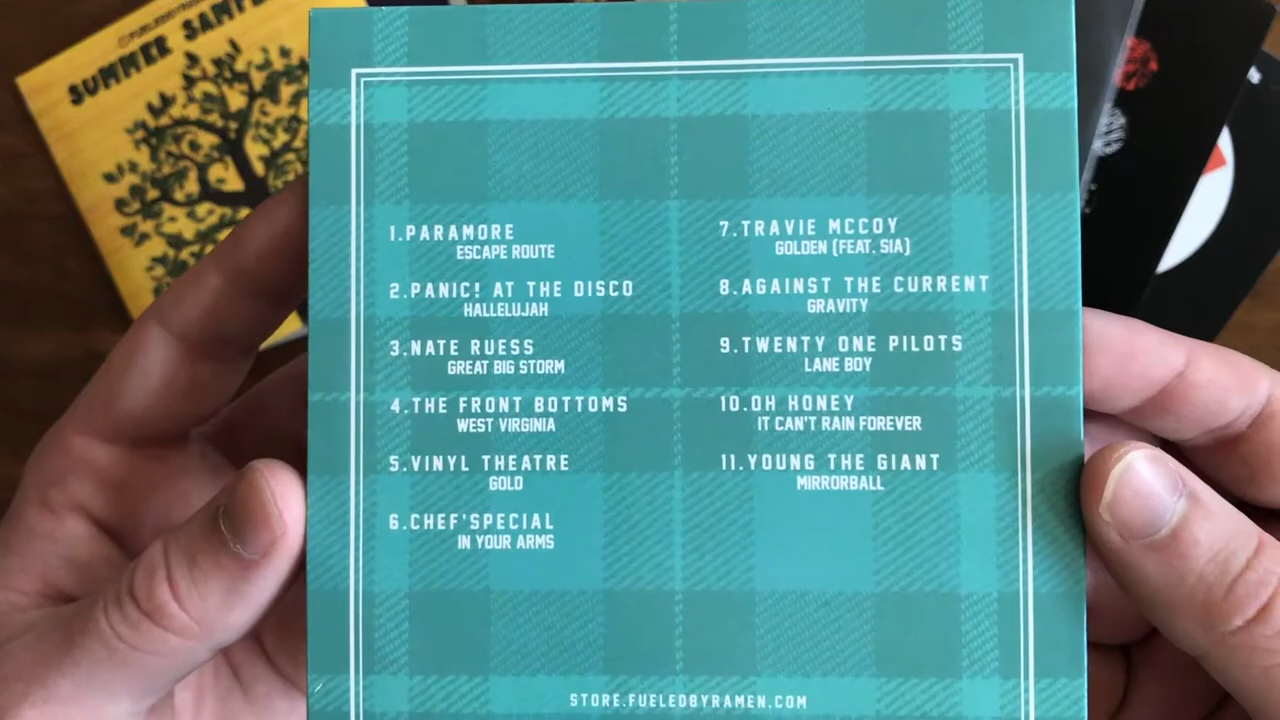 SUMMER
1.PARAMORE
ESCAPE ROUTE
2.PANIC! AT THE DISCO
HALLELUJAH
3.NATE RUESS
GREAT BIG STORM
4.THE FRONT BOTTOMS
WEST VIRGINIA
5.VINYL THEATRE
GOLD
6.CHEF'SPECIAL
IN YOUR ARMS
7.TRAVIE MCCOY
GOLDEN (FEAT. SIA)
8.AGAINST THE CURRENT
GRAVITY
9.TWENTY ONE PILOTS
LANE BOY
10.OH HONEY
IT CAN'T RAIN FOREVER
11.YOUNG THE GIANT
MIRRORBALL
STORE.FUELEDBYRAMEN.COM